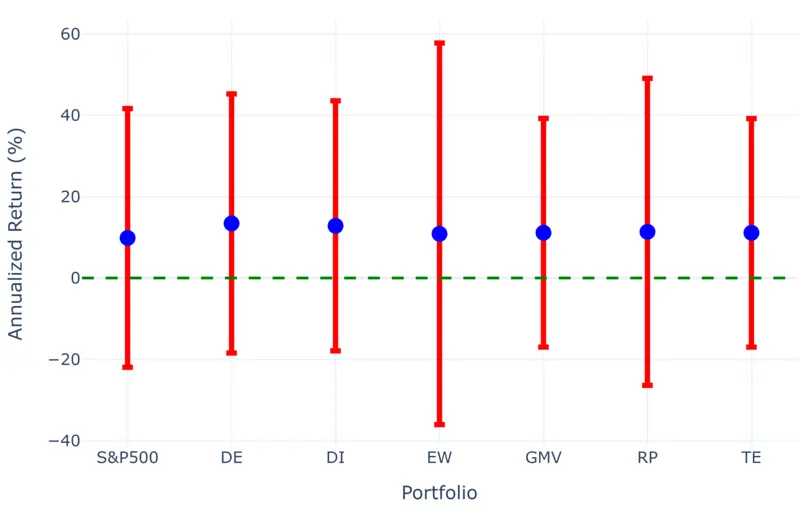 Annualized Return (%)
60
40
20
0
−20
−40
S&P500 DE DI EW GMV RP TE
Portfolio